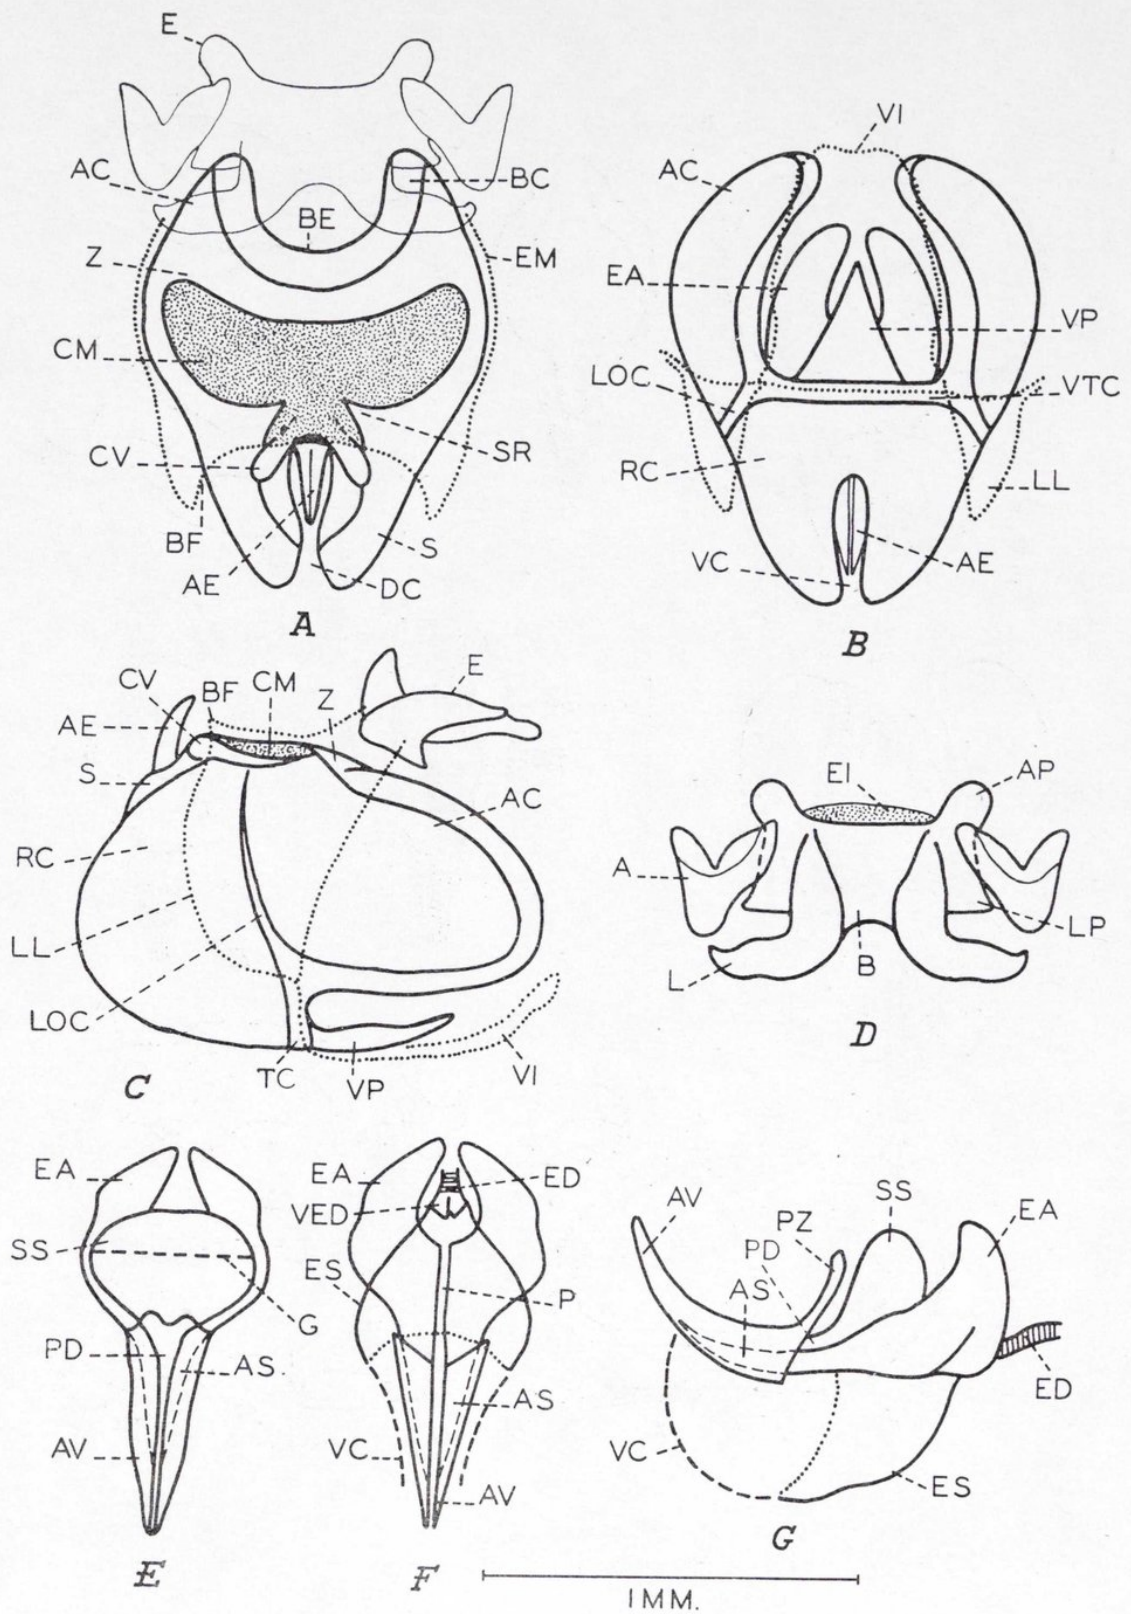 E
AC
BC
BE
Z
EM
CM
CV
SR
BF
S
AE
DC
A
VI
AC
EA
VP
LOC
VTC
RC
LL
VC
AE
B
CV
BF
CM
Z
E
AE
S
AC
RC
LL
LOC
TC
VP
VI
C
EI
AP
A
LP
L
B
D
EA
SS
G
PD
AS
AV
E
EA
ED
VED
ES
P
AS
VC
AV
F
AV
SS
PZ
EA
PD
AS
ED
VC
ES
G
1MM.